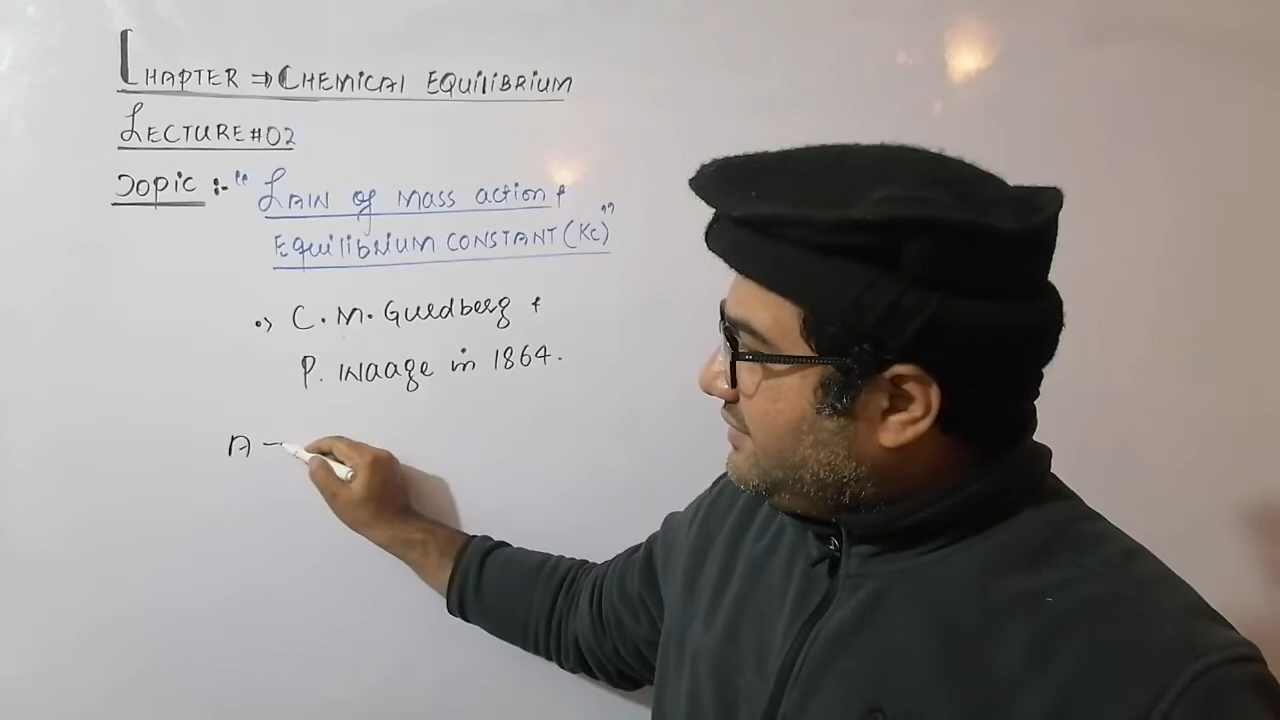 CHAPTER ⇒ CHEMICAL EQUILIBRIUM
LECTURE#02
TOPIC :- " LAW OF MASS ACTION &
EQUILIBRIUM CONSTANT (Kc)"
C. M. Guldberg &
P. Waage in 1864.
A -